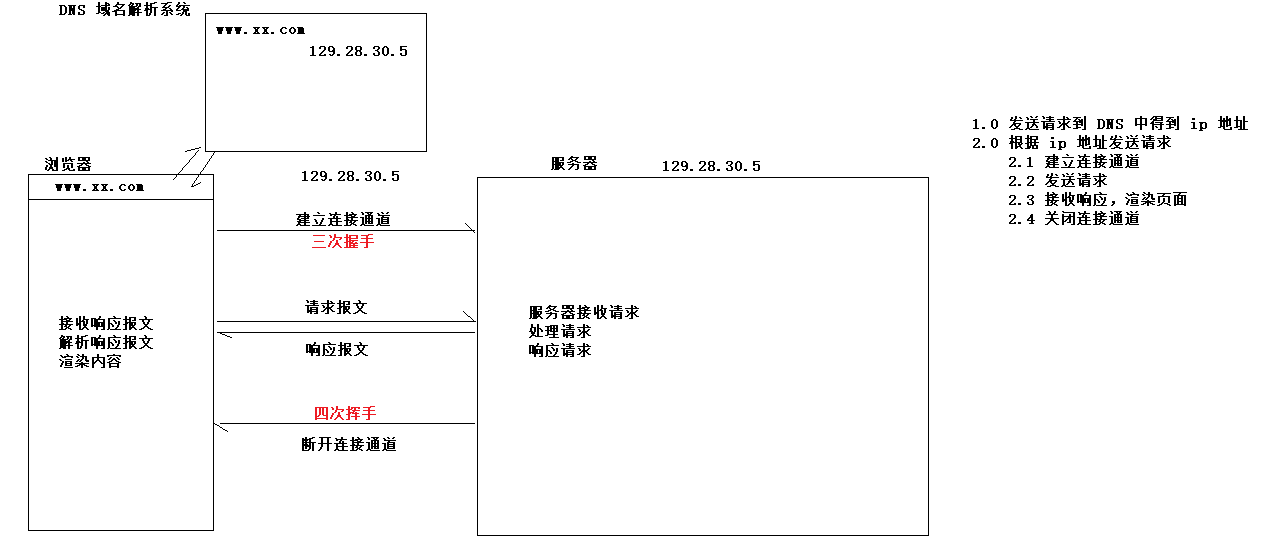 DNS 域名解析系统
www.xx.com
129.28.30.5
浏览器
www.xx.com
129.28.30.5
服务器
129.28.30.5
建立连接通道
三次握手
请求报文
响应报文
四次挥手
断开连接通道
接收响应报文
解析响应报文
渲染内容
服务器接收请求
处理请求
响应请求
1.0 发送请求到 DNS 中得到 ip 地址
2.0 根据 ip 地址发送请求
2.1 建立连接通道
2.2 发送请求
2.3 接收响应，渲染页面
2.4 关闭连接通道